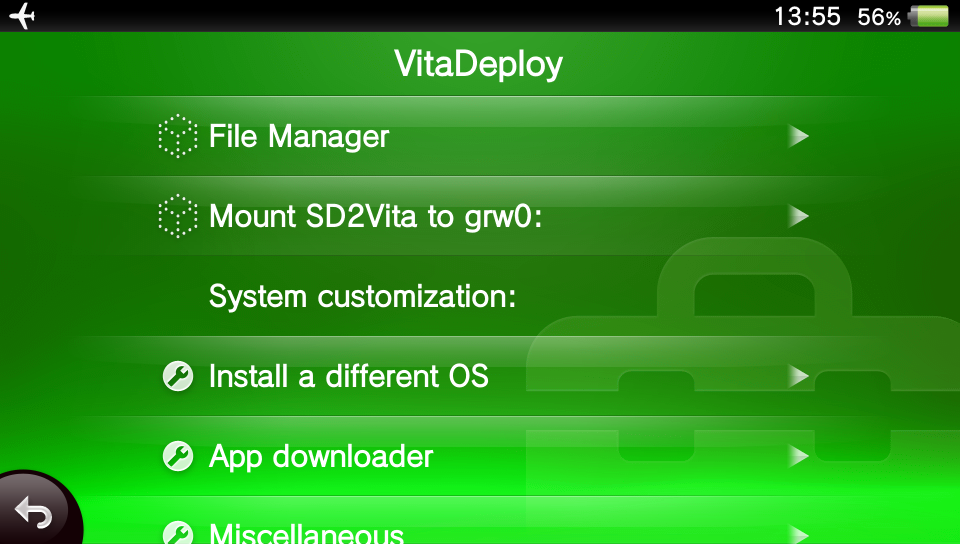 13:55 56%
VitaDeploy
File Manager
Mount SD2Vita to grw0:
System customization:
Install a different OS
App downloader
Miscellaneous